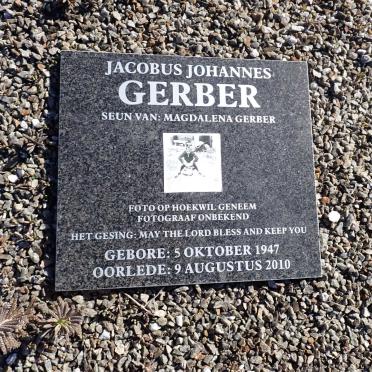 JACOBUS JOHANNES
GERBER
SEUN VAN: MAGDALENA GERBER
FOTO OP HOEKWIL GENEEM
FOTOGRAAF ONBEKEND
HET GESING: MAY THE LORD BLESS AND KEEP YOU
GEBORE: 5 OKTOBER 1947
OORLEDE: 9 AUGUSTUS 2010